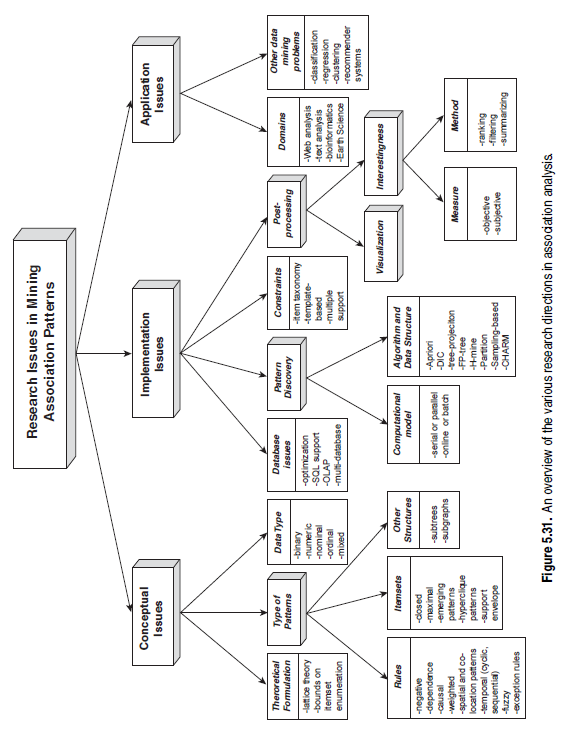 Research Issues in Mining
Association Patterns
Conceptual
Issues
Implementation
Issues
Application
Issues
Theroretical
Formulation
-lattice theory
-bounds on
itemset
enumeration
Type of
Patterns
Data Type
-binary
-numeric
-nominal
-ordinal
-mixed
Database
issues
-optimization
-SQL support
-OLAP
-multi-database
Pattern
Discovery
Constraints
-item taxonomy
-template-
based
-multiple
support
Post-
processing
Domains
-Web analysis
-text analysis
-bioinformatics
-Earth Science
Other data
mining
problems
-classification
-regression
-clustering
-recommender
systems
Rules
-negative
-dependence
-causal
-weighted
-spatial and co-
location patterns
-temporal (cyclic,
sequential)
-fuzzy
-exception rules
Itemsets
-closed
-maximal
-emerging
patterns
-hyperclique
patterns
-support
envelope
Other
Structures
-subtrees
-subgraphs
Computational
model
-serial or parallel
-online or batch
Algorithm and
Data Structure
-Apriori
-DIC
-tree-projeciton
-FP-tree
-H-mine
-Partition
-Sampling-based
-CHARM
Visualization
Interestingness
Measure
-objective
-subjective
Method
-ranking
-filtering
-summarizing
Figure 5.31. An overview of the various research directions in association analysis.